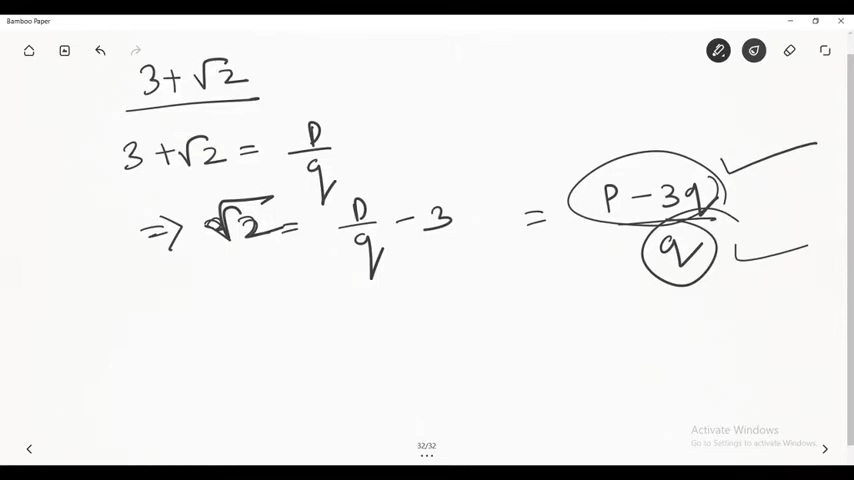 Bamboo Paper
3+√2
3+√2 = p/q
⇒ √2 = p/q - 3 = p-3q/q
32/32
Activate Windows
Go to Settings to activate Windows.